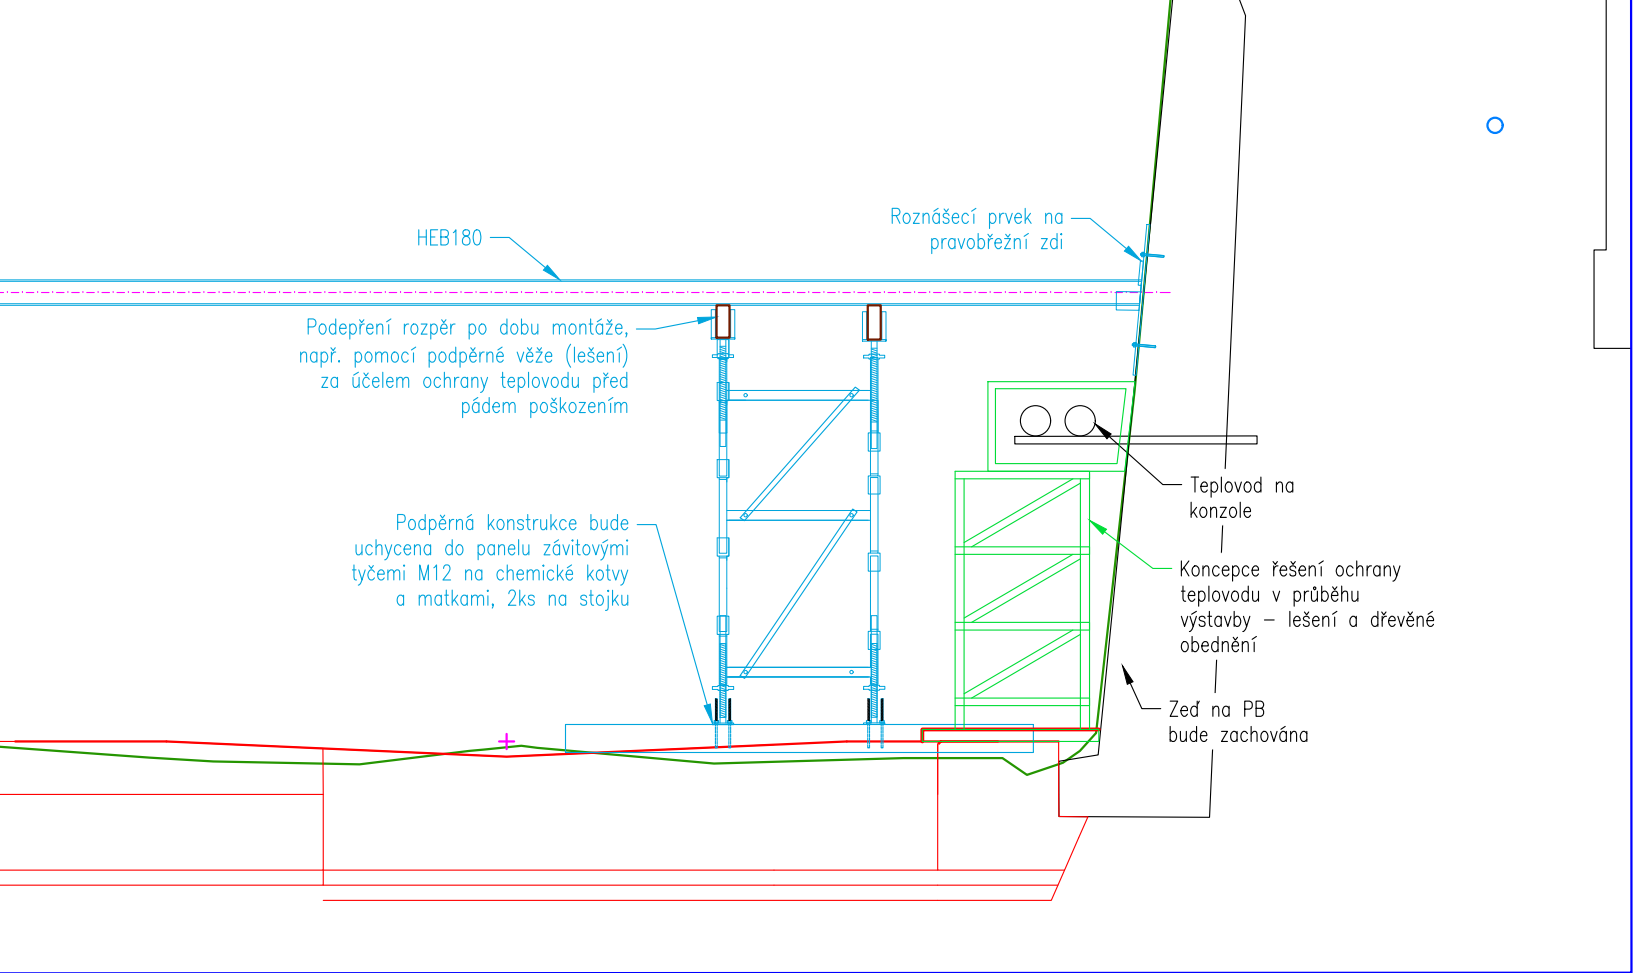 Roznášecí prvek na
pravobřežní zdi
HEB180
Podepření rozpěr po dobu montáže,
např. pomocí podpěrné věže (lešení)
za účelem ochrany teplovodu před
pádem poškozením
Teplovod na
konzole
Podpěrná konstrukce bude
uchycena do panelu závitovými
tyčemi M12 na chemické kotvy
a matkami, 2ks na stojku
Koncepce řešení ochrany
teplovodu v průběhu
výstavby – lešení a dřevěné
obednění
Zeď na PB
bude zachována